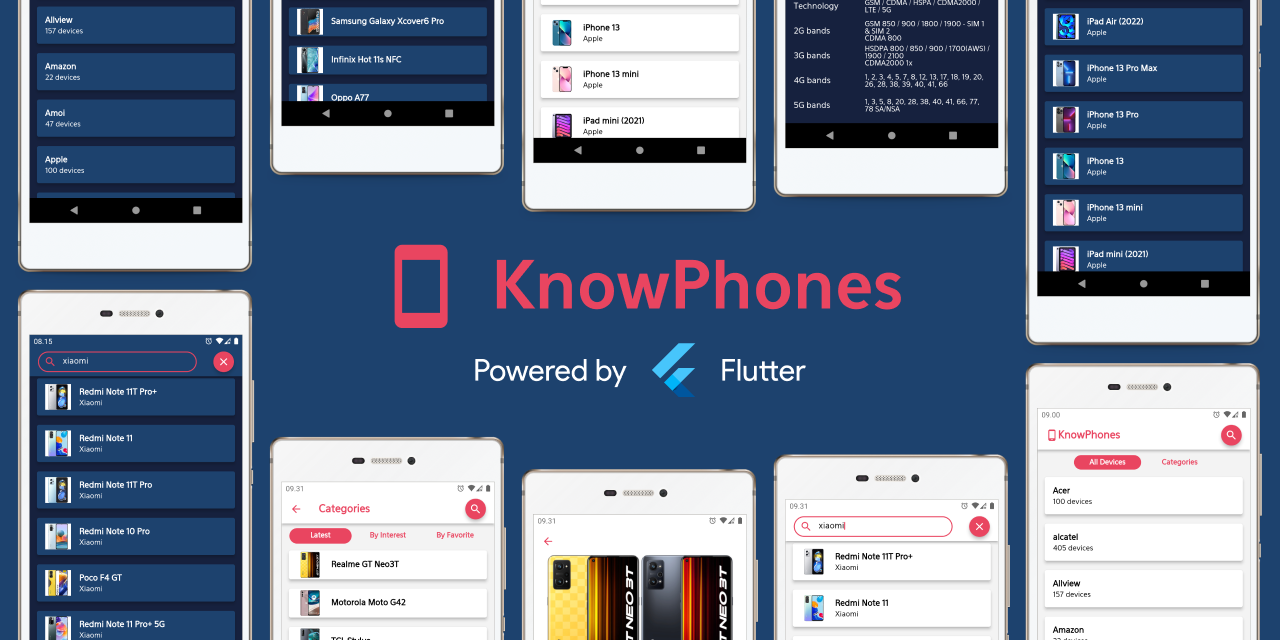 Allview
157 devices
Amazon
22 devices
Amoi
47 devices
Apple
100 devices
Samsung Galaxy Xcover6 Pro
Infinix Hot 11s NFC
Oppo A77
iPhone 13
Apple
iPhone 13 mini
Apple
iPad mini (2021)
Apple
Technology
GSM / CDMA / HSPA / CDMA2000 /
LTE / 5G
2G bands
GSM 850 / 900 / 1800 / 1900 - SIM 1
& SIM 2
CDMA 800
3G bands
HSDPA 800 / 850 / 900 / 1700(AWS) /
1900 / 2100
CDMA2000 1x
4G bands
1, 2, 3, 4, 5, 7, 8, 12, 13, 17, 18, 19, 20,
26, 28, 38, 39, 40, 41, 66
5G bands
1, 3, 5, 8, 20, 28, 38, 40, 41, 66, 77,
78 SA/NSA
iPad Air (2022)
Apple
iPhone 13 Pro Max
Apple
iPhone 13 Pro
Apple
iPhone 13
Apple
iPhone 13 mini
Apple
iPad mini (2021)
Apple
KnowPhones
Powered by Flutter
08.15
xiaomi
Redmi Note 11T Pro+
Xiaomi
Redmi Note 11
Xiaomi
Redmi Note 11T Pro
Xiaomi
Redmi Note 10 Pro
Xiaomi
Poco F4 GT
Xiaomi
Redmi Note 11 Pro+ 5G
Xiaomi
09.31
Categories
Latest
By Interest
By Favorite
Realme GT Neo3T
Motorola Moto G42
TCL Stylus
09.31
NEO 3T
NEO 3T
09.31
xiaomi
Redmi Note 11T Pro+
Xiaomi
Redmi Note 11
Xiaomi
09.00
KnowPhones
All Devices
Categories
Acer
100 devices
alcatel
405 devices
Allview
157 devices
Amazon
22 devices